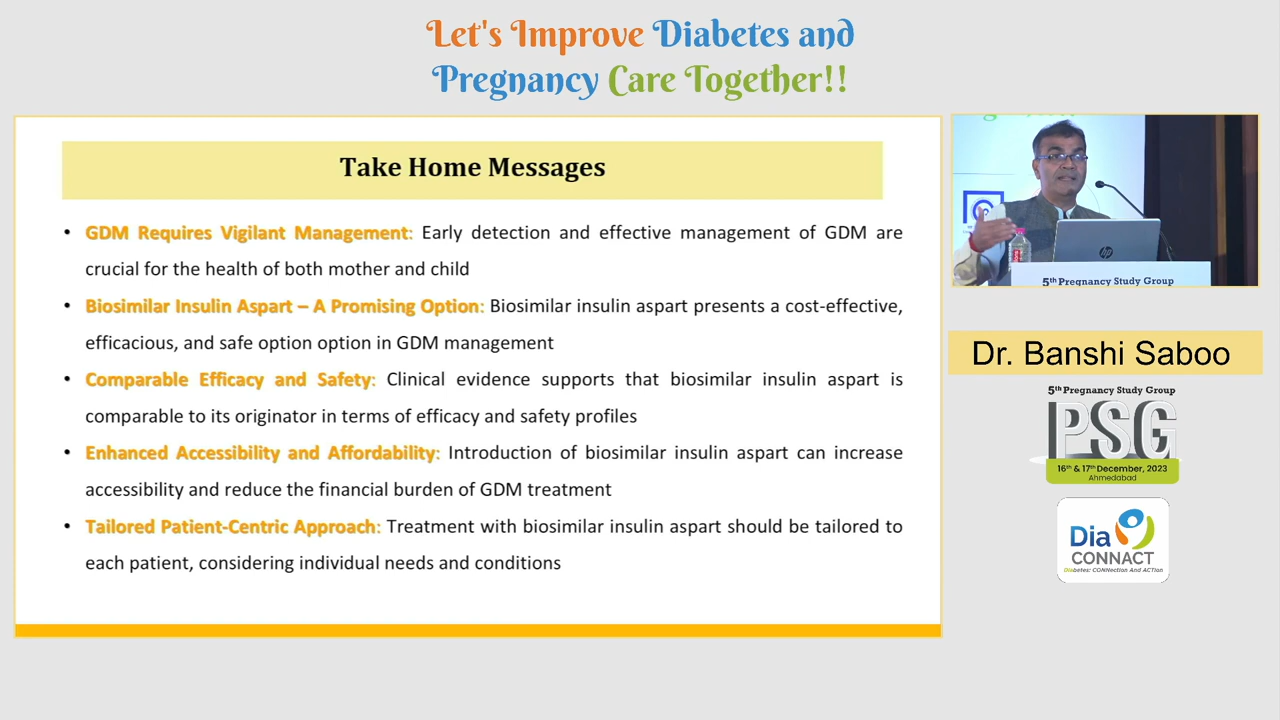 Let's Improve Diabetes and
Pregnancy Care Together!!
Take Home Messages
• GDM Requires Vigilant Management: Early detection and effective management of GDM are
crucial for the health of both mother and child
• Biosimilar Insulin Aspart – A Promising Option: Biosimilar insulin aspart presents a cost-effective,
efficacious, and safe option option in GDM management
• Comparable Efficacy and Safety: Clinical evidence supports that biosimilar insulin aspart is
comparable to its originator in terms of efficacy and safety profiles
• Enhanced Accessibility and Affordability: Introduction of biosimilar insulin aspart can increase
accessibility and reduce the financial burden of GDM treatment
• Tailored Patient-Centric Approach: Treatment with biosimilar insulin aspart should be tailored to
each patient, considering individual needs and conditions
hp
5th Pregnancy Study Group
Dr. Banshi Saboo
5th Pregnancy Study Group
PSG
16th & 17th December, 2023
Ahmedabad
Dia
CONNACT
Diabetes: CONNection And ACTion